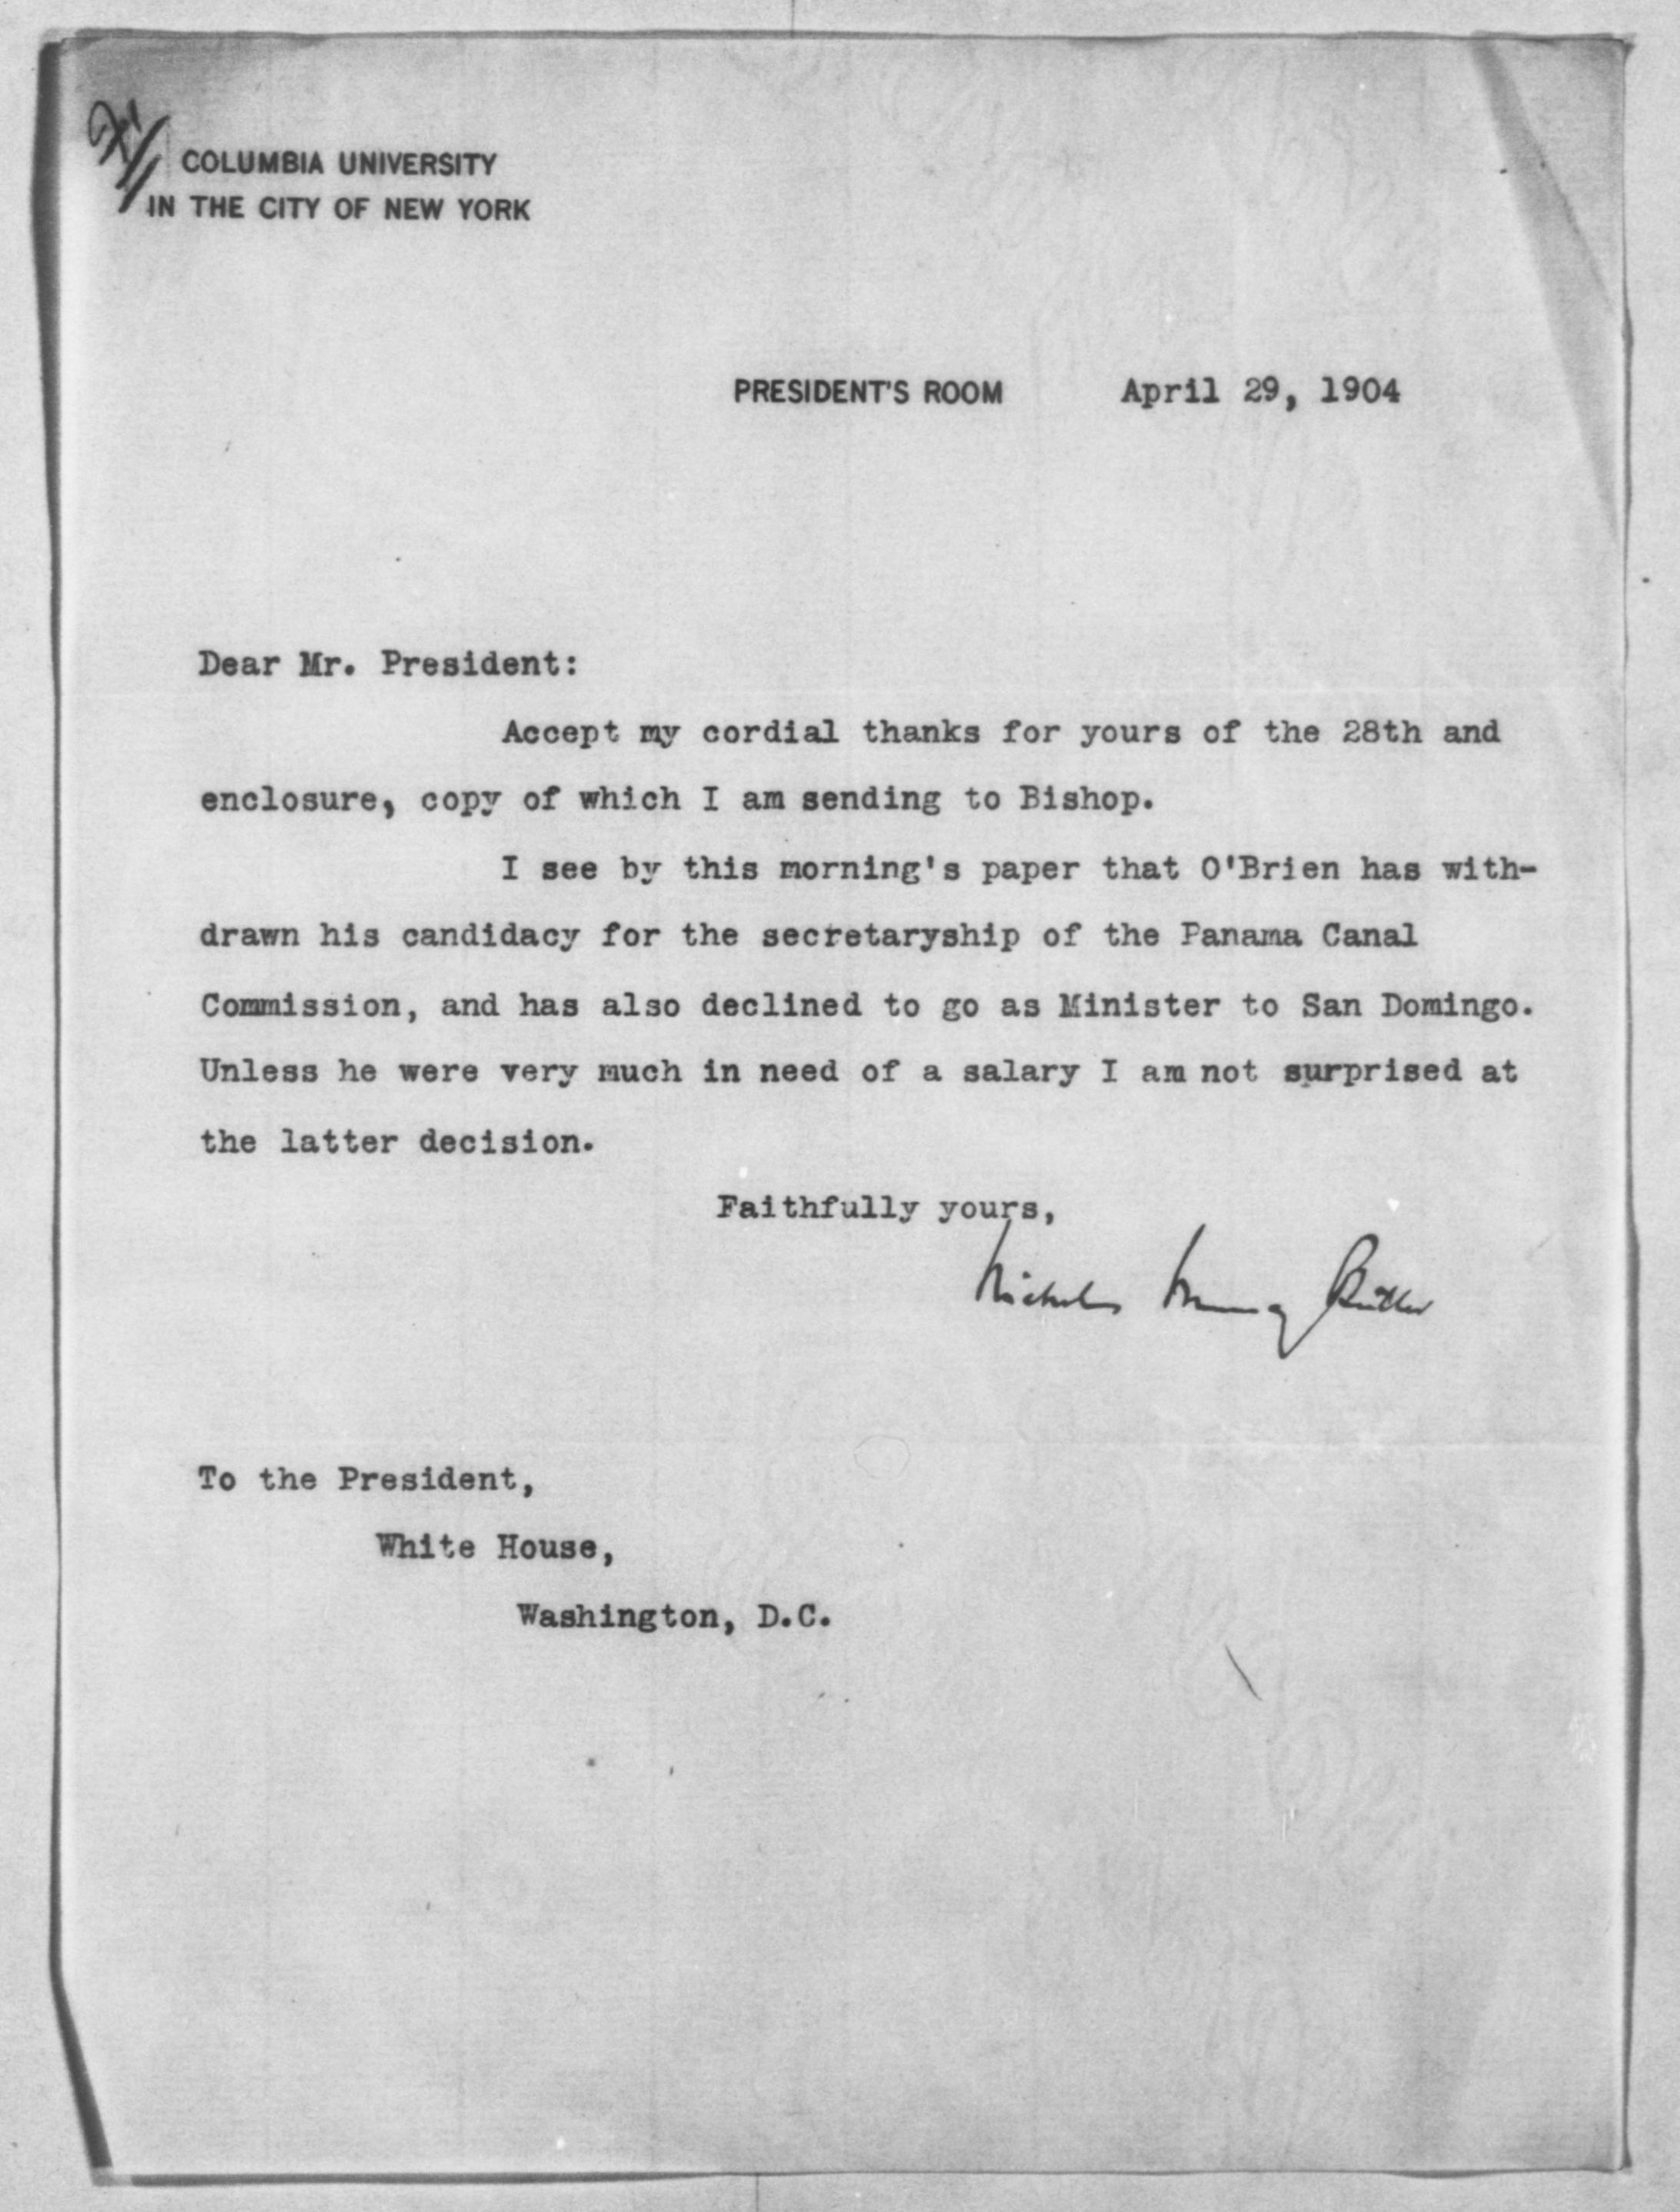 COLUMBIA UNIVERSITY
IN THE CITY OF NEW YORK
PRESIDENT'S ROOM April 29, 1904
Dear Mr. President:
Accept my cordial thanks for yours of the 28th and
enclosure, copy of which I am sending to Bishop.
I see by this morning's paper that O'Brien has with-
drawn his candidacy for the secretaryship of the Panama Canal
Commission, and has also declined to go as Minister to San Domingo.
Unless he were very much in need of a salary I am not surprised at
the latter decision.
Faithfully yours,
Nicholas Murray Butler
To the President,
White House,
Washington, D.C.